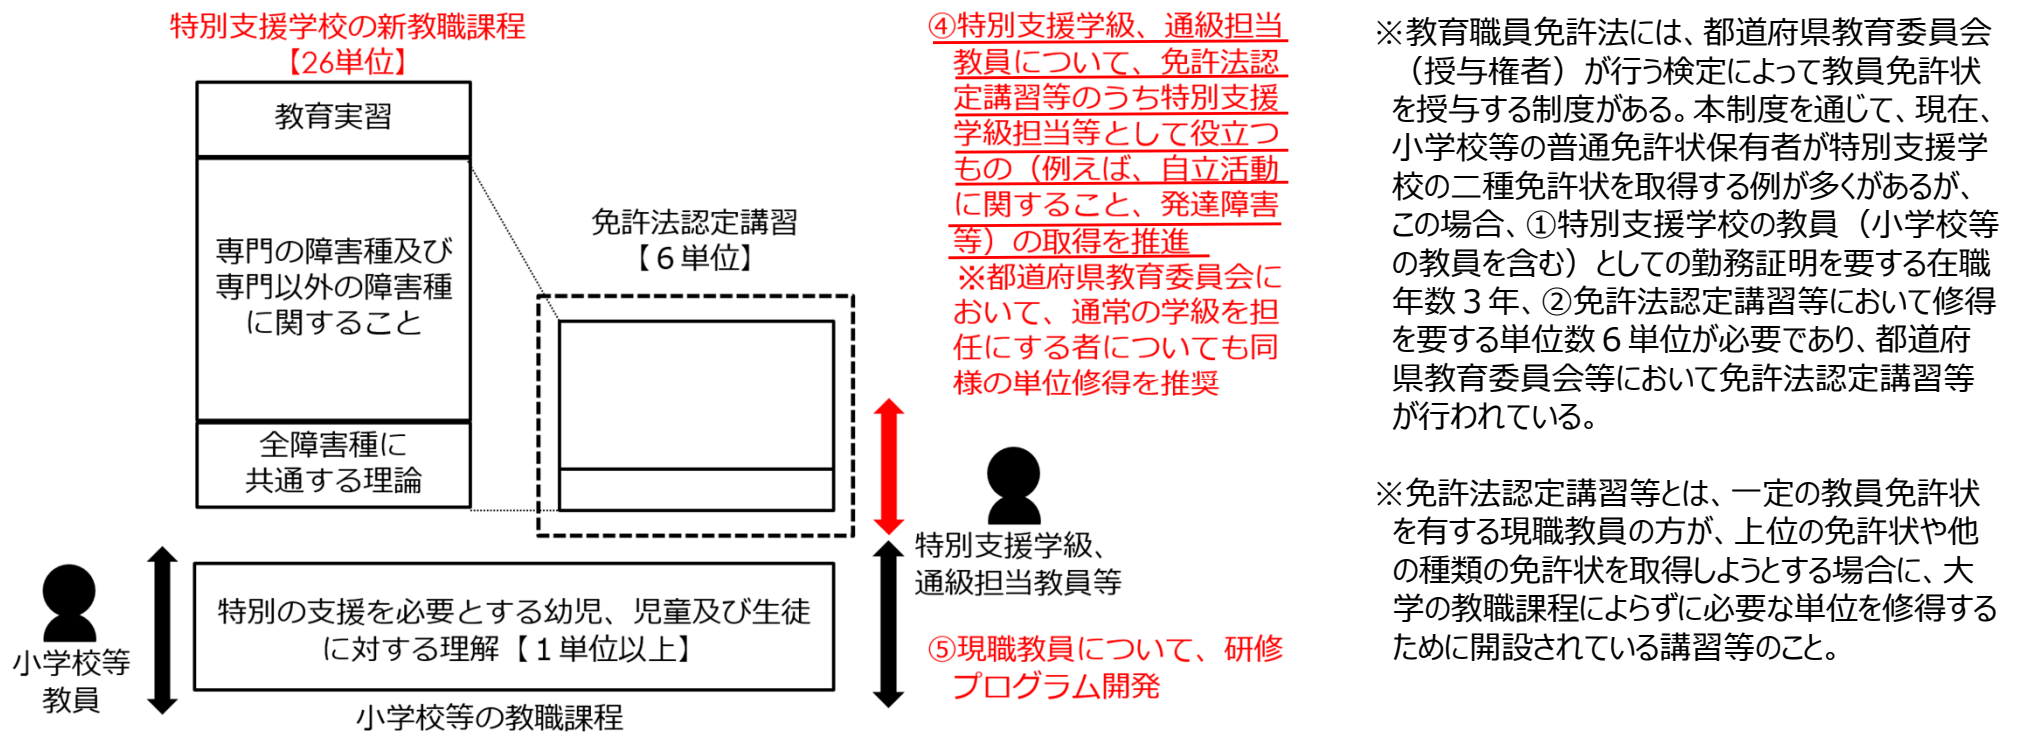 特別支援学校の新教職課程
【26単位】
教育実習
専門の障害種及び
専門以外の障害種
に関すること
全障害種に
共通する理論
免許法認定講習
【６単位】
小学校等
教員
特別の支援を必要とする幼児、児童及び生徒
に対する理解【１単位以上】
小学校等の教職課程
④特別支援学級、通級担当
教員について、免許法認
定講習等のうち特別支援
学級担当等として役立つ
もの（例えば、自立活動
に関すること、発達障害
等）の取得を推進
※都道府県教育委員会に
おいて、通常の学級を担
任にする者についても同
様の単位修得を推奨
特別支援学級、
通級担当教員等
⑤現職教員について、研修
プログラム開発
※教育職員免許法には、都道府県教育委員会
（授与権者）が行う検定によって教員免許状
を授与する制度がある。本制度を通じて、現在、
小学校等の普通免許状保有者が特別支援学
校の二種免許状を取得する例が多くがあるが、
この場合、①特別支援学校の教員（小学校等
の教員を含む）としての勤務証明を要する在職
年数３年、②免許法認定講習等において修得
を要する単位数６単位が必要であり、都道府
県教育委員会等において免許法認定講習等
が行われている。
※免許法認定講習等とは、一定の教員免許状
を有する現職教員の方が、上位の免許状や他
の種類の免許状を取得しようとする場合に、大
学の教職課程によらずに必要な単位を修得する
ために開設されている講習等のこと。